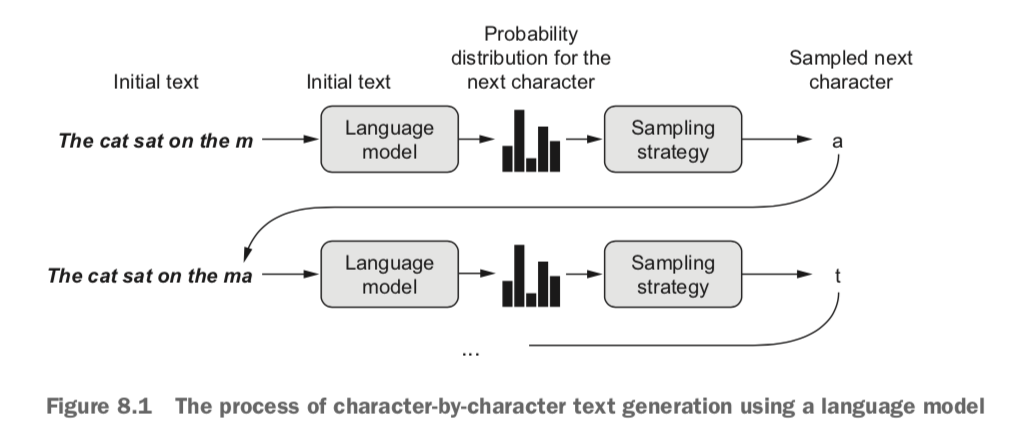 Probability
distribution for the
next character
Sampled next
character
Initial text
Initial text
The cat sat on the m
Language
model
Sampling
strategy
a
The cat sat on the ma
Language
model
Sampling
strategy
t
...
Figure 8.1 The process of character-by-character text generation using a language model